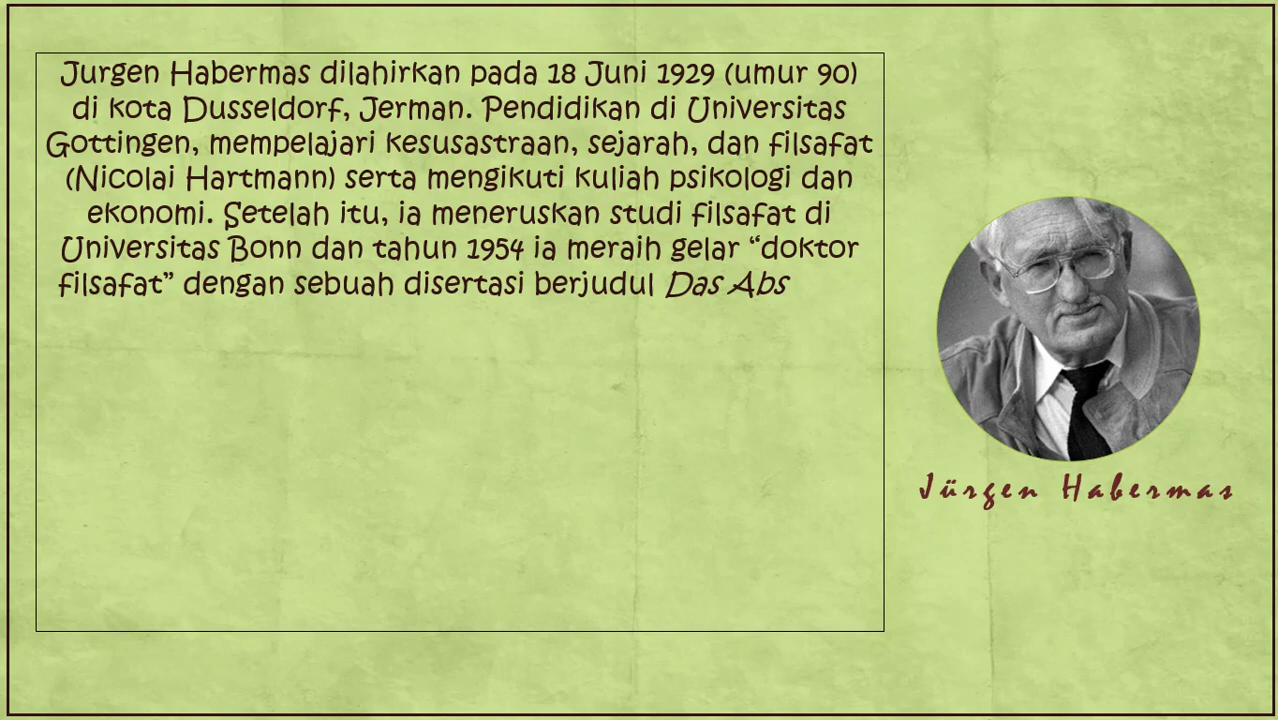 Jurgen Habermas dilahirkan pada 18 Juni 1929 (umur 90)
di kota Dusseldorf, Jerman. Pendidikan di Universitas
Gottingen, mempelajari kesusastraan, sejarah, dan filsafat
(Nicolai Hartmann) serta mengikuti kuliah psikologi dan
ekonomi. Setelah itu, ia meneruskan studi filsafat di
Universitas Bonn dan tahun 1954 ia meraih gelar “doktor
filsafat” dengan sebuah disertasi berjudul Das Abs
Jürgen Habermas